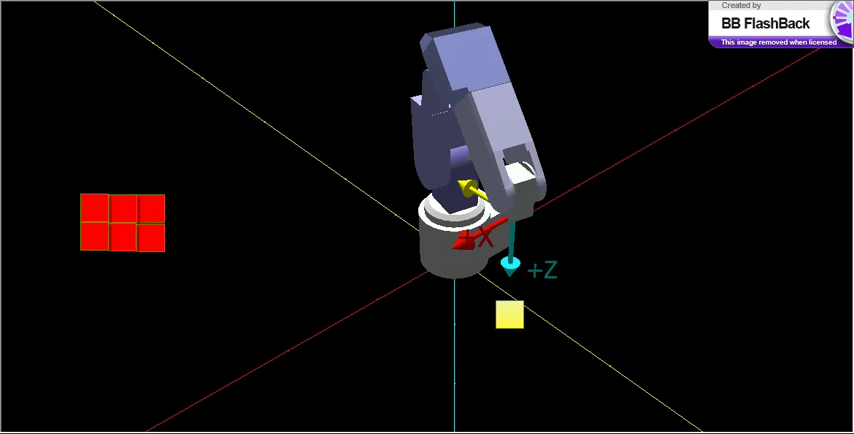 Created by
BB FlashBack
This image removed when licensed
+X
+Z